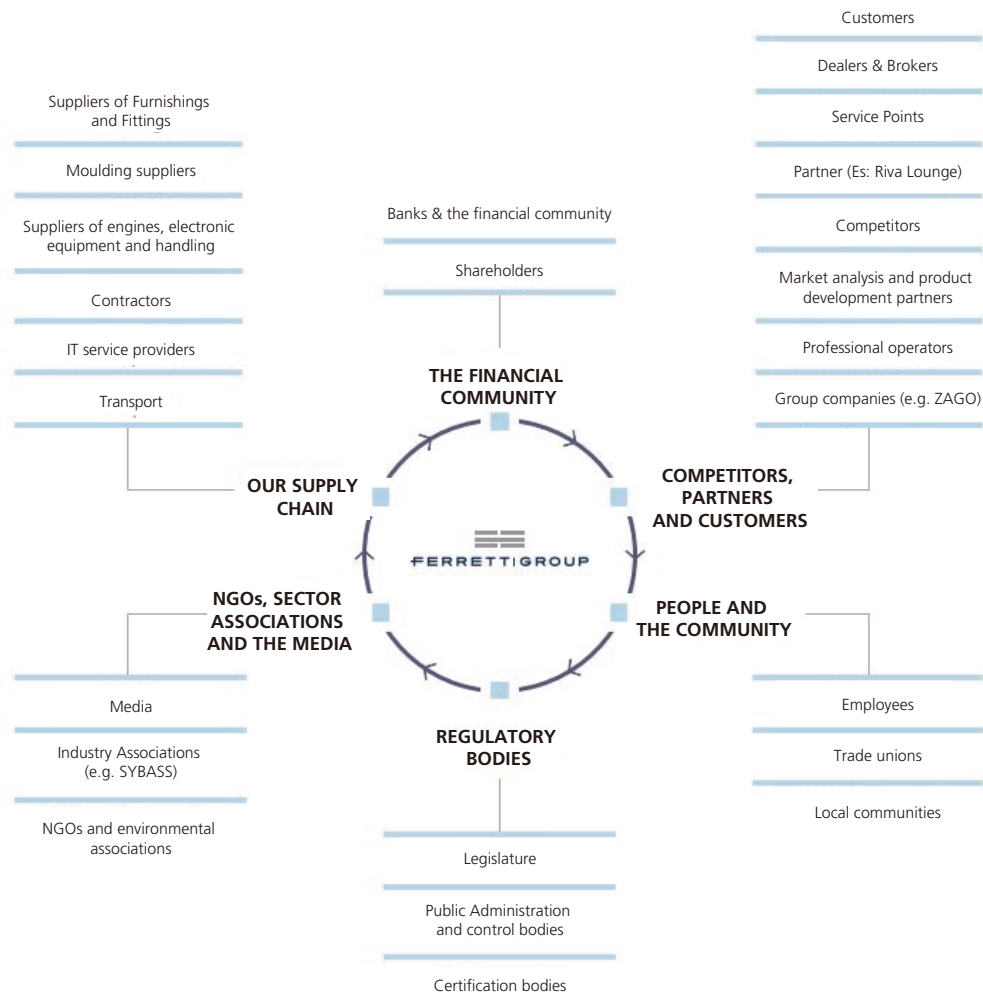 Customers
Dealers & Brokers
Service Points
Partner (Es: Riva Lounge)
Competitors
Market analysis and product
development partners
Professional operators
Group companies (e.g. ZAGO)
Suppliers of Furnishings
and Fittings
Moulding suppliers
Suppliers of engines, electronic
equipment and handling
Contractors
IT service providers
Transport
Banks & the financial community
Shareholders
THE FINANCIAL
COMMUNITY
OUR SUPPLY
CHAIN
COMPETITORS,
PARTNERS
AND CUSTOMERS
FERRETTIGROUP
NGOs, SECTOR
ASSOCIATIONS
AND THE MEDIA
PEOPLE AND
THE COMMUNITY
REGULATORY
BODIES
Media
Industry Associations
(e.g. SYBASS)
NGOs and environmental
associations
Employees
Trade unions
Local communities
Legislature
Public Administration
and control bodies
Certification bodies